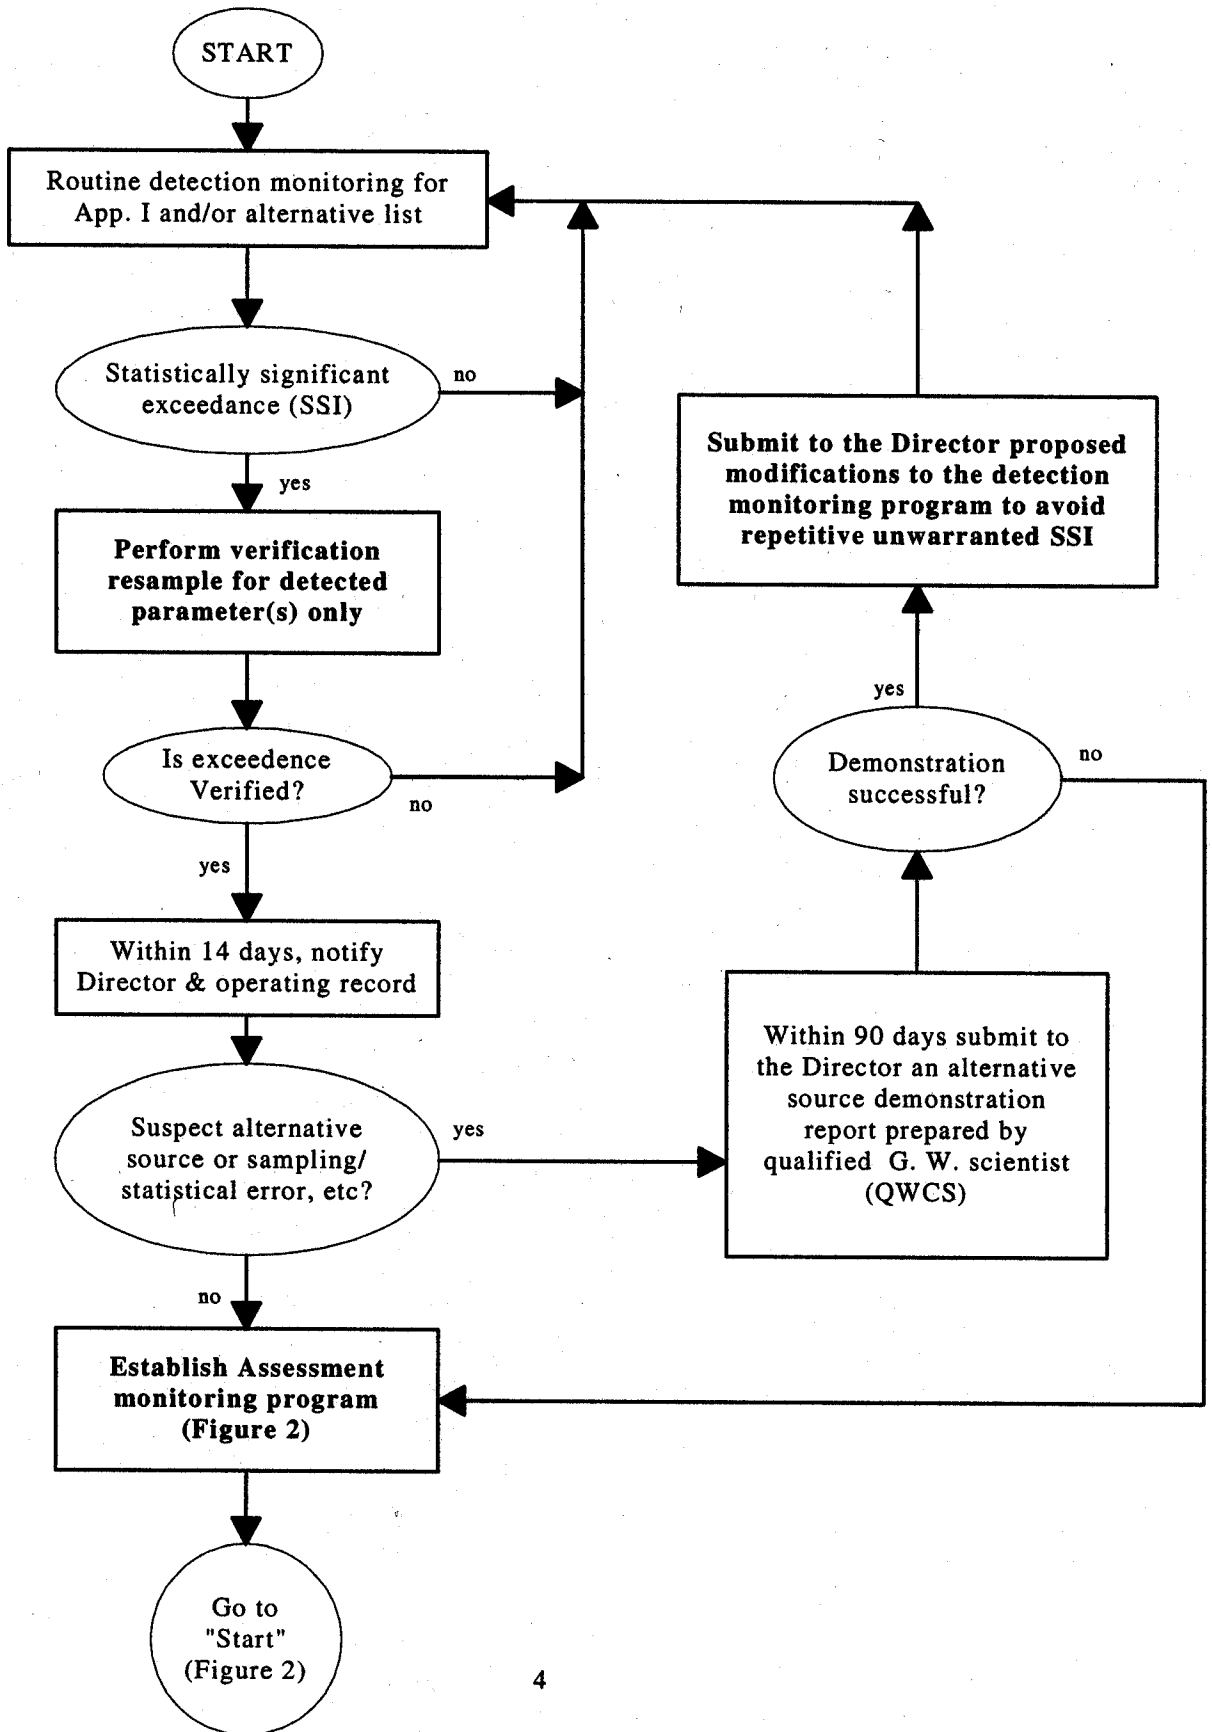 START
Routine detection monitoring for
App. I and/or alternative list
Statistically significant
exceedance (SSI)
no
yes
Perform verification
resample for detected
parameter(s) only
Is exceedence
Verified?
no
yes
Within 14 days, notify
Director & operating record
Suspect alternative
source or sampling/
statistical error, etc?
yes
no
Within 90 days submit to
the Director an alternative
source demonstration
report prepared by
qualified G. W. scientist
(QWCS)
Demonstration
successful?
yes
no
Submit to the Director proposed
modifications to the detection
monitoring program to avoid
repetitive unwarranted SSI
Establish Assessment
monitoring program
(Figure 2)
Go to
"Start"
(Figure 2)
4